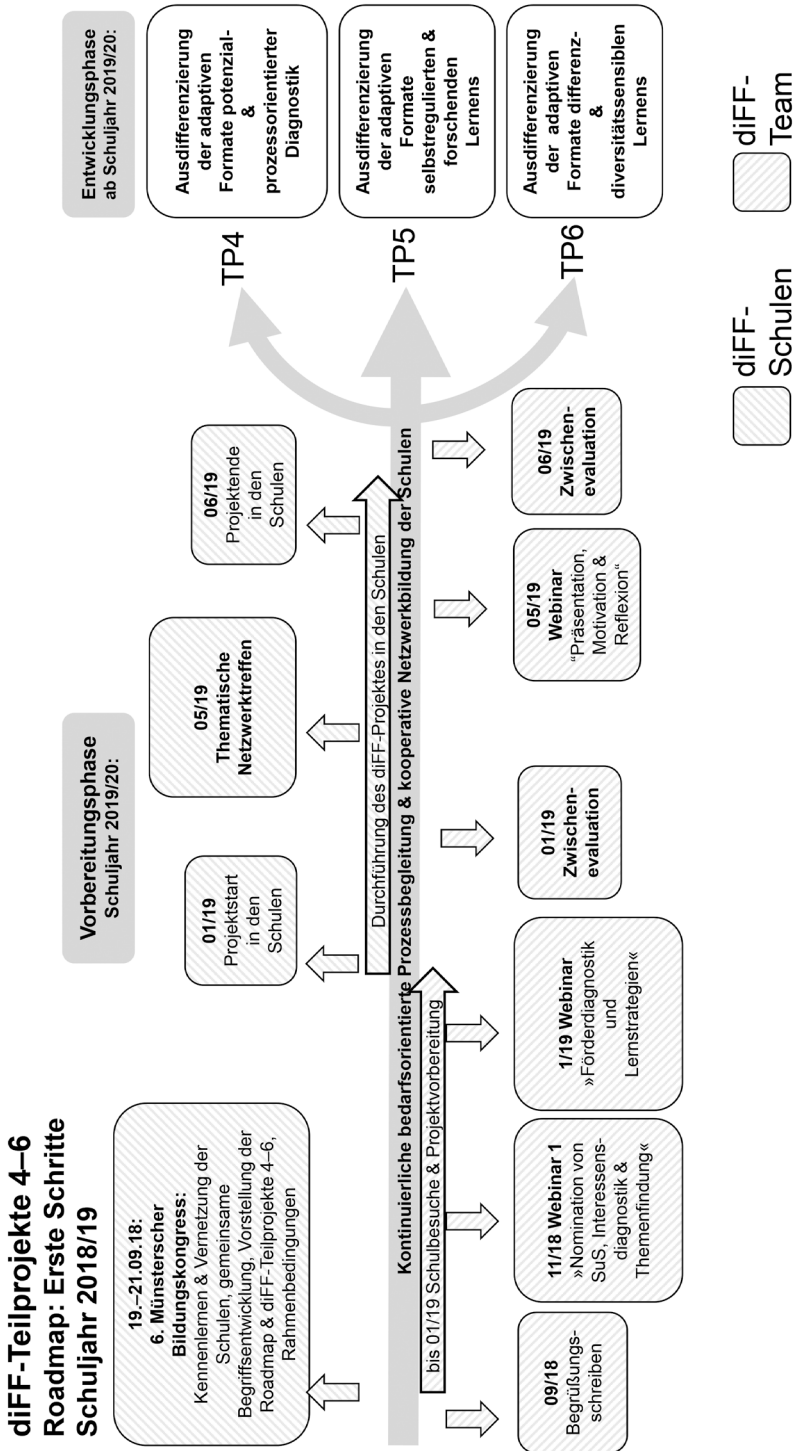 diFF-Teilprojekte 4–6
Roadmap: Erste Schritte
Schuljahr 2018/19
Vorbereitungsphase
Schuljahr 2019/20:
Entwicklungsphase
ab Schuljahr 2019/20:
19.–21.09.18:
6. Münsterscher
Bildungskongress:
Kennenlernen & Vernetzung der
Schulen, gemeinsame
Begriffsentwicklung, Vorstellung der
Roadmap & diFF-Teilprojekte 4–6,
Rahmenbedingungen
01/19
Projektstart
in den
Schulen
05/19
Thematische
Netzwerktreffen
06/19
Projektende
in den
Schulen
Durchführung des diFF-Projektes in den Schulen
Kontinuierliche bedarfsorientierte Prozessbegleitung & kooperative Netzwerkbildung der Schulen
bis 01/19 Schulbesuche & Projektvorbereitung
09/18
Begrüßungs-
schreiben
11/18 Webinar 1
»Nomination von
SuS, Interessens-
diagnostik &
Themenfindung«
1/19 Webinar
»Förderdiagnostik
und
Lernstrategien«
01/19
Zwischen-
evaluation
05/19
Webinar
“Präsentation,
Motivation &
Reflexion“
06/19
Zwischen-
evaluation
TP4
Ausdifferenzierung
der adaptiven
Formate potenzial-
&
prozessorientierter
Diagnostik
TP5
Ausdifferenzierung
der adaptiven
Formate
selbstregulierten &
forschenden
Lernens
TP6
Ausdifferenzierung
der adaptiven
Formate differenz-
&
diversitätssensiblen
Lernens
diFF-
Schulen
diFF-
Team